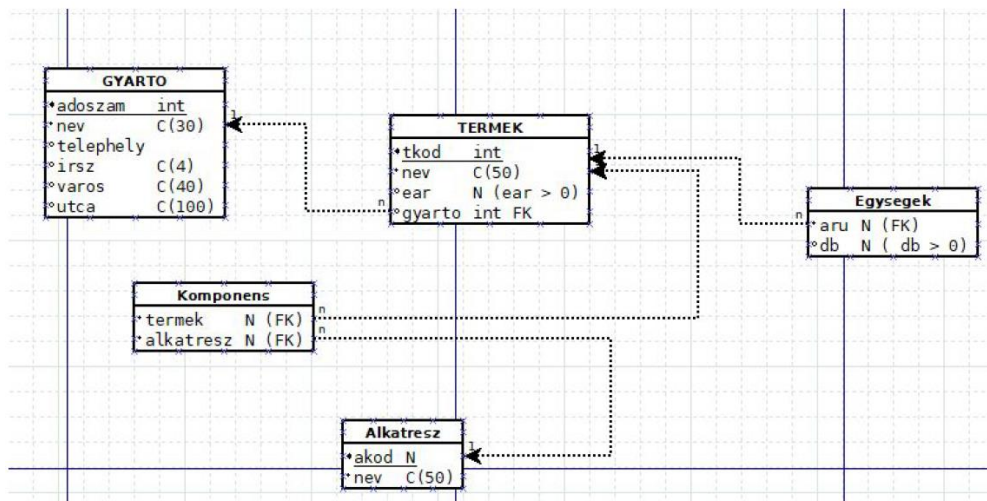 GYARTO
adoszam int
nev C(30)
telephely
irsz C(4)
varos C(40)
utca C(100)
1
n
TERMEK
tkod int
nev C(50)
ear N (ear > 0)
gyarto int FK
1
1
n
Egysegek
aru N (FK)
db N ( db > 0)
Komponens
termek N (FK)
alkatresz N (FK)
n
n
Alkatresz
akod N
nev C(50)
1